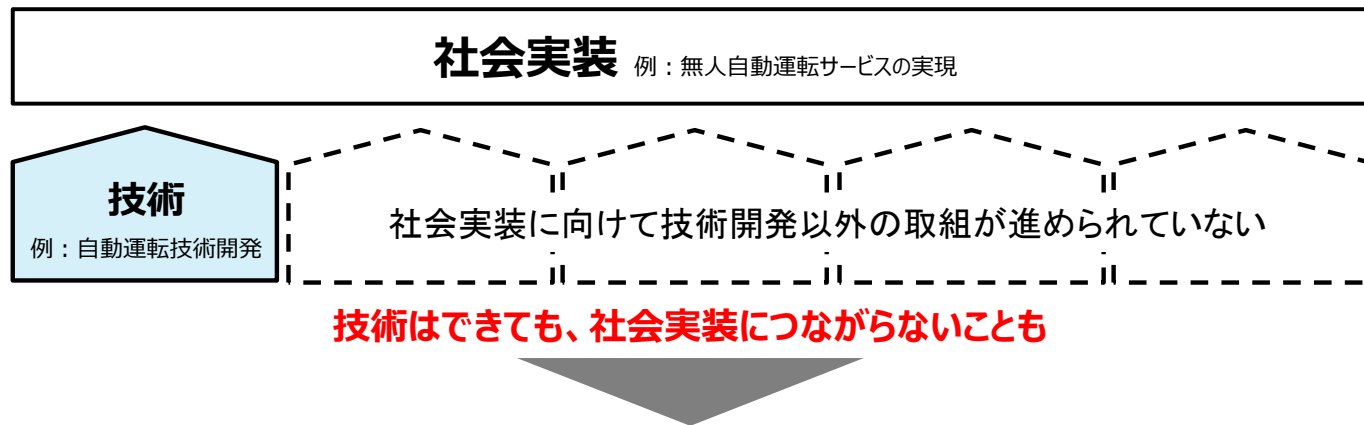 社会実装 例：無人自動運転サービスの実現
技術
例：自動運転技術開発
社会実装に向けて技術開発以外の取組が進められていない
技術はできても、社会実装につながらないことも